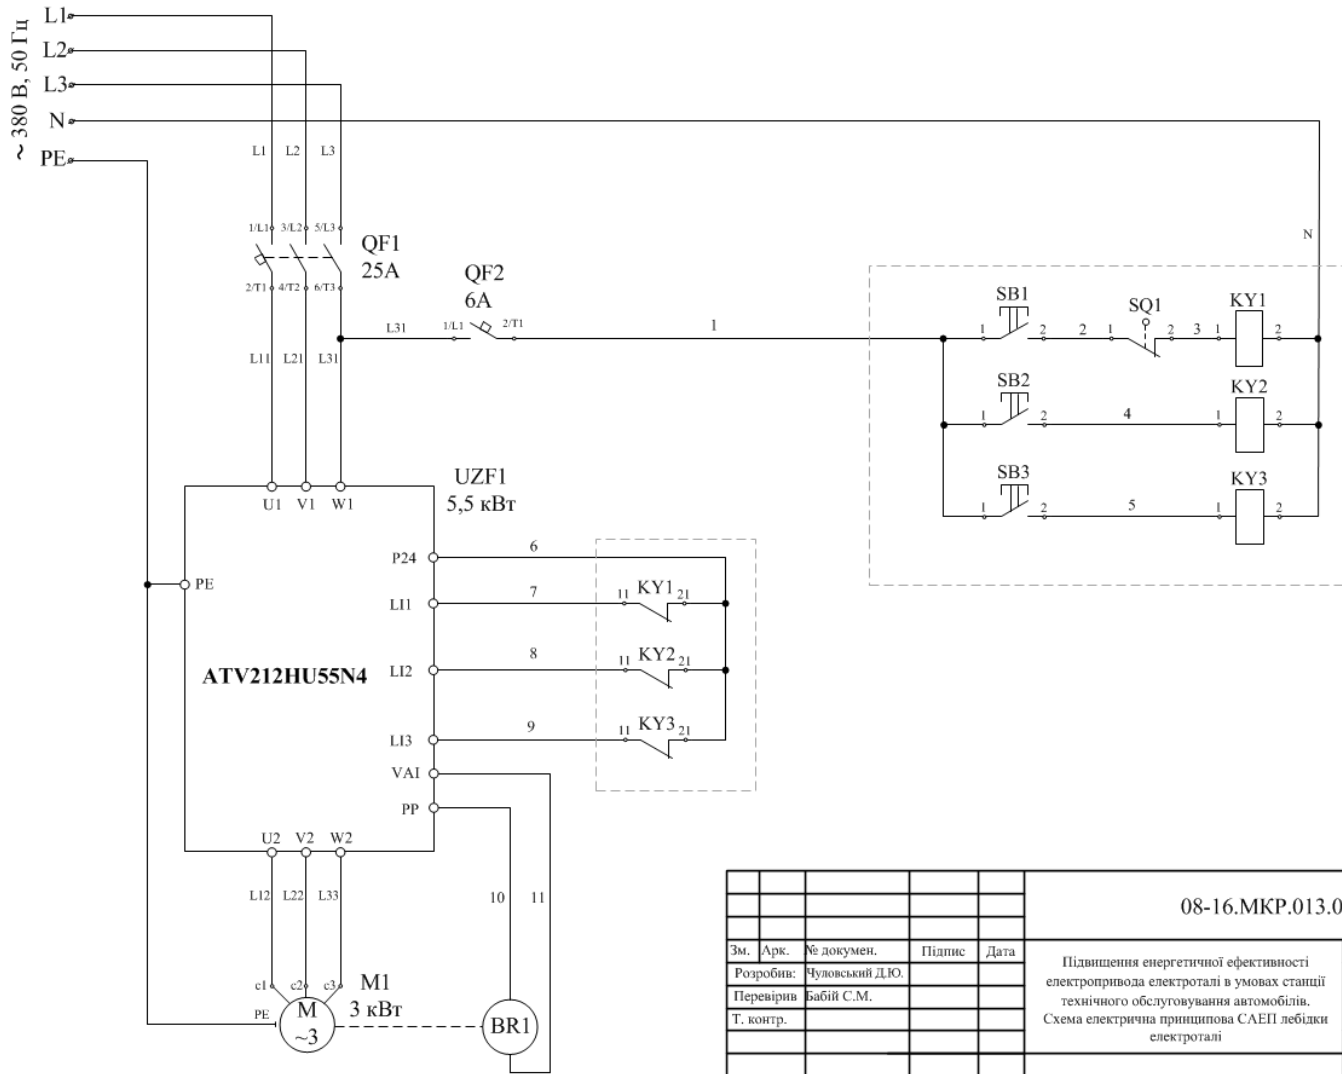 ~ 380 В, 50 Гц
L1
L2
L3
N
PE
L1 L2 L3
N
1/L1 3/L2 5/L3
QF1
25А
2/T1 4/T2 6/T3
QF2
6А
L31 1/L1 2/T1 1
L11 L21 L31
SB1 SQ1 KY1
1 2 2 1 2 3 1 2
SB2 KY2
1 2 4 1 2
SB3 KY3
1 2 5 1 2
UZF1
5,5 кВт
U1 V1 W1
P24 6
PE
LI1 7 11 KY1 21
LI2 8 11 KY2 21
ATV212HU55N4
LI3 9 11 KY3 21
VAI
PP
U2 V2 W2
L12 L22 L33 10 11
c1 c2 c3 M1
3 кВт
PE
M
~3
BR1
08-16.МКР.013.0
Зм. Арк. № докумен. Підпис Дата
Розробив: Чуловський Д.Ю.
Перевірив Бабій С.М.
Т. контр.
Підвищення енергетичної ефективності
електропривода електроталі в умовах станції
технічного обслуговування автомобілів.
Схема електрична принципова САЕП лебідки
електроталі